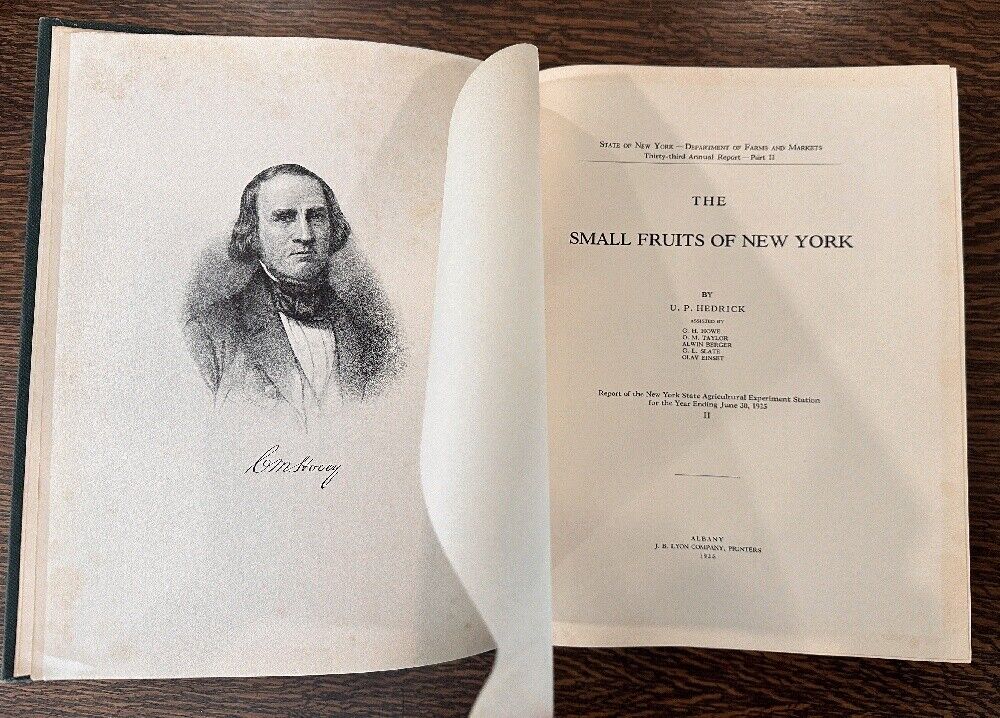 C M Hovey
STATE OF NEW YORK — DEPARTMENT OF FARMS AND MARKETS
Thirty-third Annual Report — Part II
THE
SMALL FRUITS OF NEW YORK
BY
U. P. HEDRICK
ASSISTED BY
G. H. HOWE
O. M. TAYLOR
ALWIN BERGER
G. L. SLATE
OLAV EINSET
Report of the New York State Agricultural Experiment Station
for the Year Ending June 30, 1925
II
ALBANY
J. B. LYON COMPANY, PRINTERS
1925